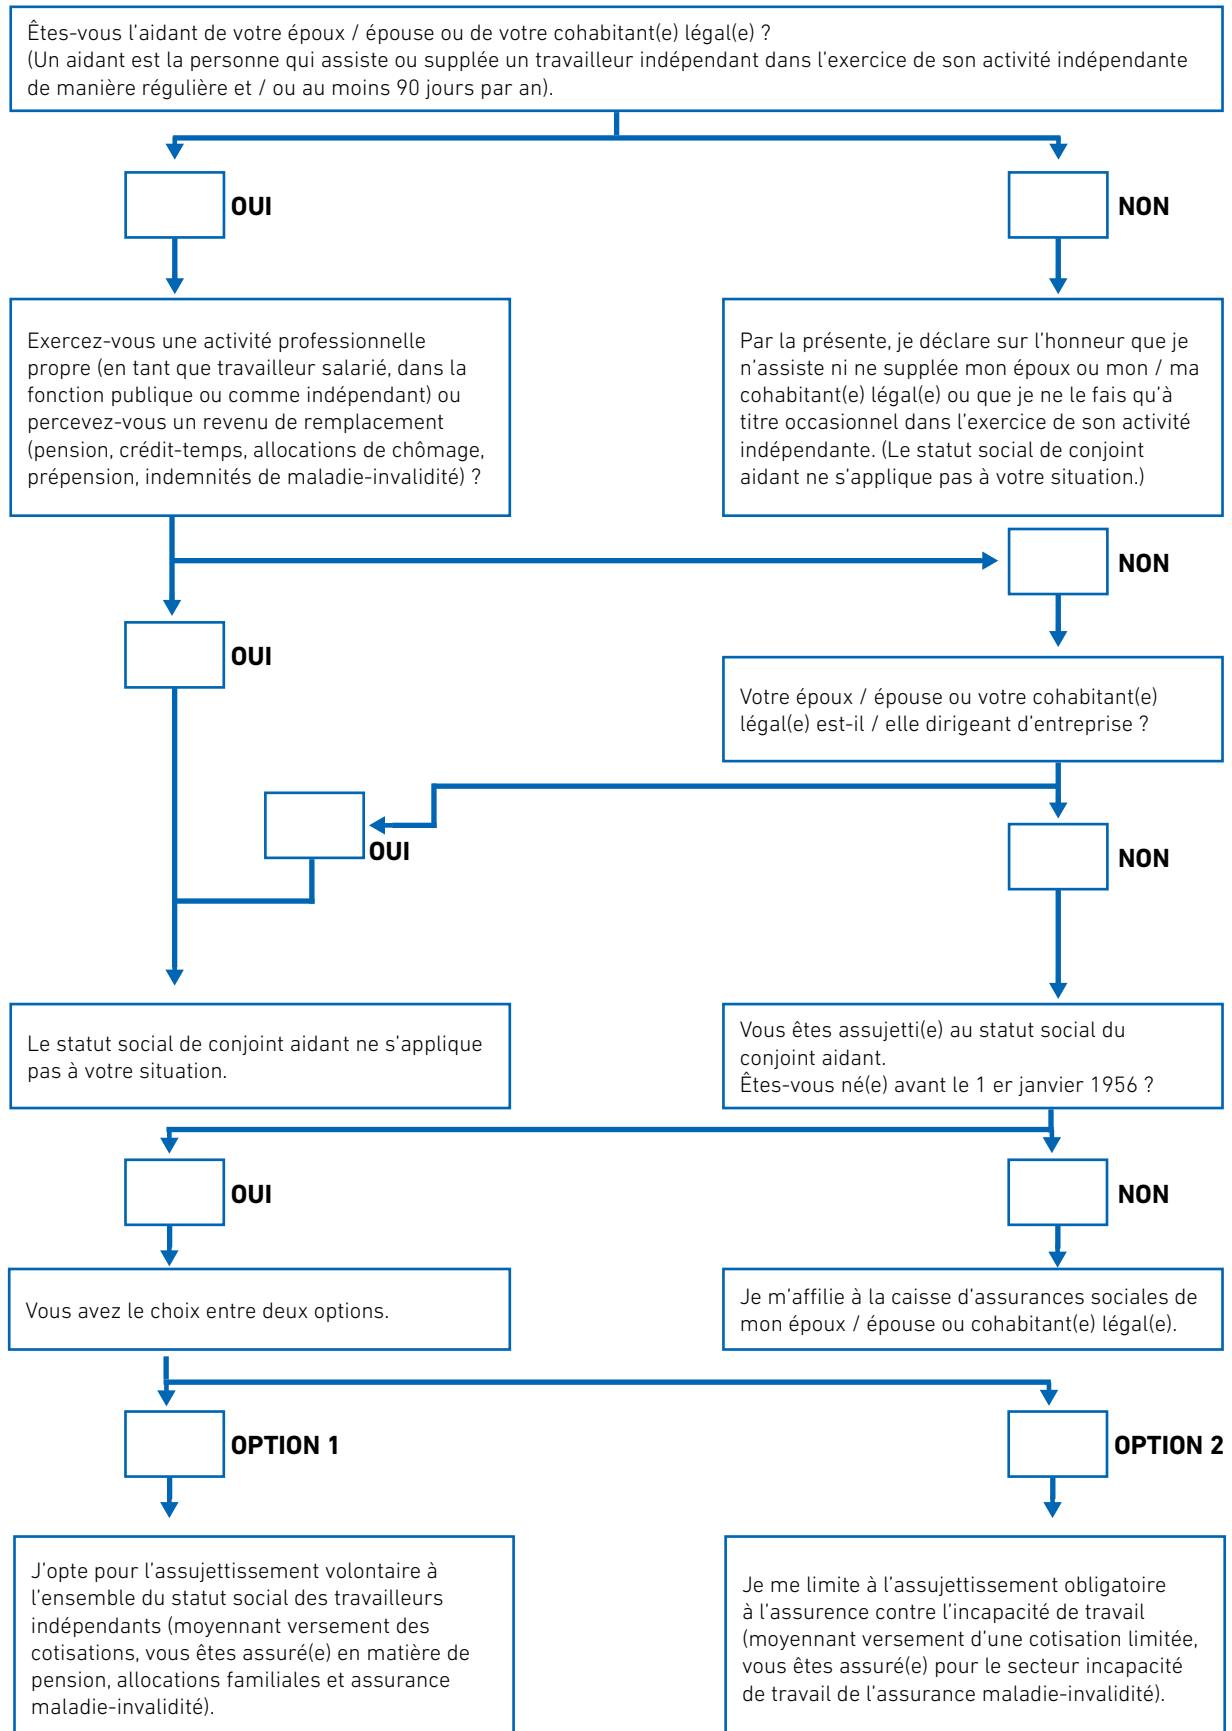 Êtes-vous l'aidant de votre époux / épouse ou de votre cohabitant(e) légal(e) ?
(Un aidant est la personne qui assiste ou supplée un travailleur indépendant dans l'exercice de son activité indépendante
de manière régulière et / ou au moins 90 jours par an).
OUI
NON
Exercez-vous une activité professionnelle
propre (en tant que travailleur salarié, dans la
fonction publique ou comme indépendant) ou
percevez-vous un revenu de remplacement
(pension, crédit-temps, allocations de chômage,
prépension, indemnités de maladie-invalidité) ?
Par la présente, je déclare sur l'honneur que je
n'assiste ni ne supplée mon époux ou mon / ma
cohabitant(e) légal(e) ou que je ne le fais qu'à
titre occasionnel dans l'exercice de son activité
indépendante. (Le statut social de conjoint
aidant ne s'applique pas à votre situation.)
NON
OUI
Votre époux / épouse ou votre cohabitant(e)
légal(e) est-il / elle dirigeant d'entreprise ?
OUI
NON
Le statut social de conjoint aidant ne s'applique
pas à votre situation.
Vous êtes assujetti(e) au statut social du
conjoint aidant.
Êtes-vous né(e) avant le 1 er janvier 1956 ?
OUI
NON
Vous avez le choix entre deux options.
Je m'affilie à la caisse d'assurances sociales de
mon époux / épouse ou cohabitant(e) légal(e).
OPTION 1
OPTION 2
J'opte pour l'assujettissement volontaire à
l'ensemble du statut social des travailleurs
indépendants (moyennant versement des
cotisations, vous êtes assuré(e) en matière de
pension, allocations familiales et assurance
maladie-invalidité).
Je me limite à l'assujettissement obligatoire
à l'assurence contre l'incapacité de travail
(moyennant versement d'une cotisation limitée,
vous êtes assuré(e) pour le secteur incapacité
de travail de l'assurance maladie-invalidité).